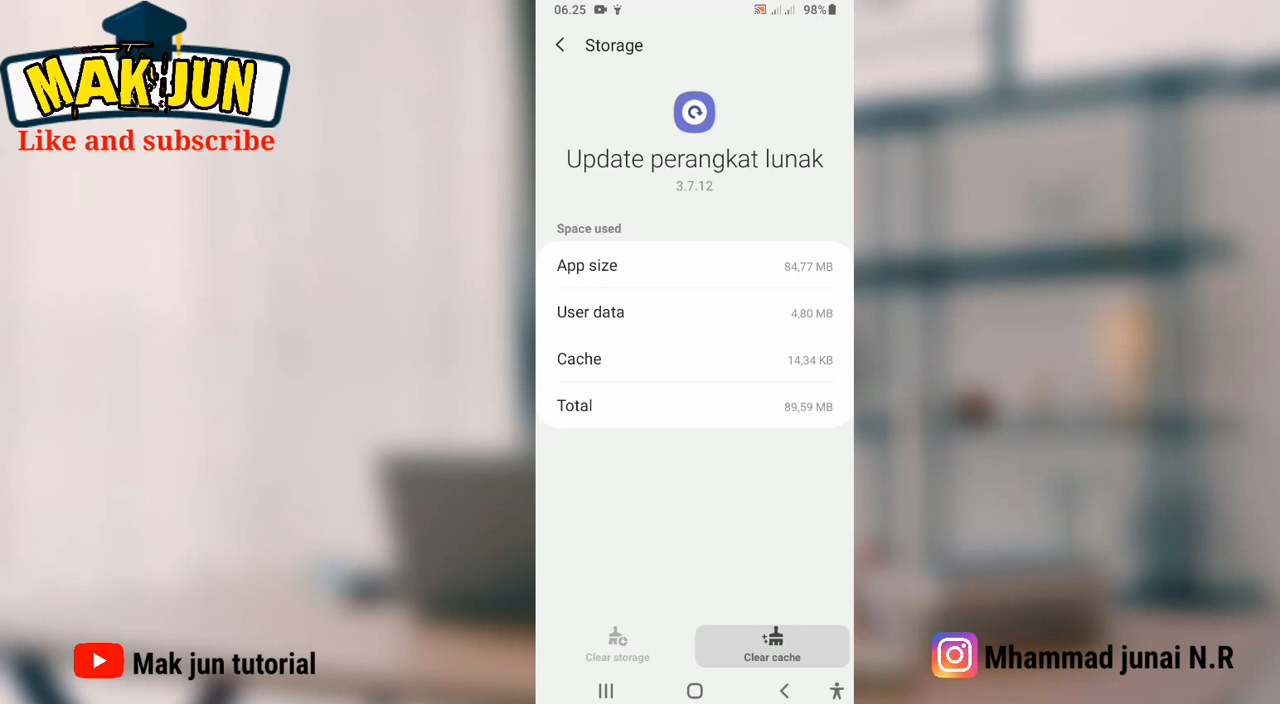 MAK JUN
Like and subscribe
06.25 98%
Storage
Update perangkat lunak
3.7.12
Space used
App size 84,77 MB
User data 4,80 MB
Cache 14,34 KB
Total 89,59 MB
Clear storage Clear cache
Mak jun tutorial
Mhammad junai N.R